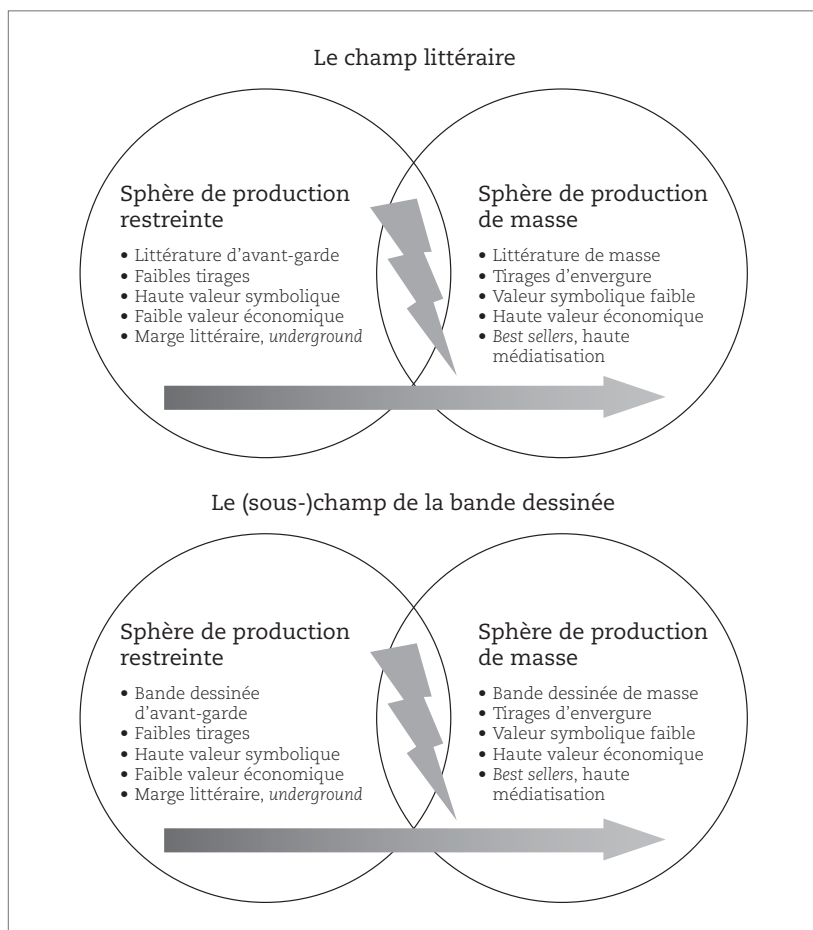 Le champ littéraire
Sphère de production
restreinte
• Littérature d'avant-garde
• Faibles tirages
• Haute valeur symbolique
• Faible valeur économique
• Marge littéraire, underground
Sphère de production
de masse
• Littérature de masse
• Tirages d'envergure
• Valeur symbolique faible
• Haute valeur économique
• Best sellers, haute
médiatisation
Le (sous-)champ de la bande dessinée
Sphère de production
restreinte
• Bande dessinée
d'avant-garde
• Faibles tirages
• Haute valeur symbolique
• Faible valeur économique
• Marge littéraire, underground
Sphère de production
de masse
• Bande dessinée de masse
• Tirages d'envergure
• Valeur symbolique faible
• Haute valeur économique
• Best sellers, haute
médiatisation